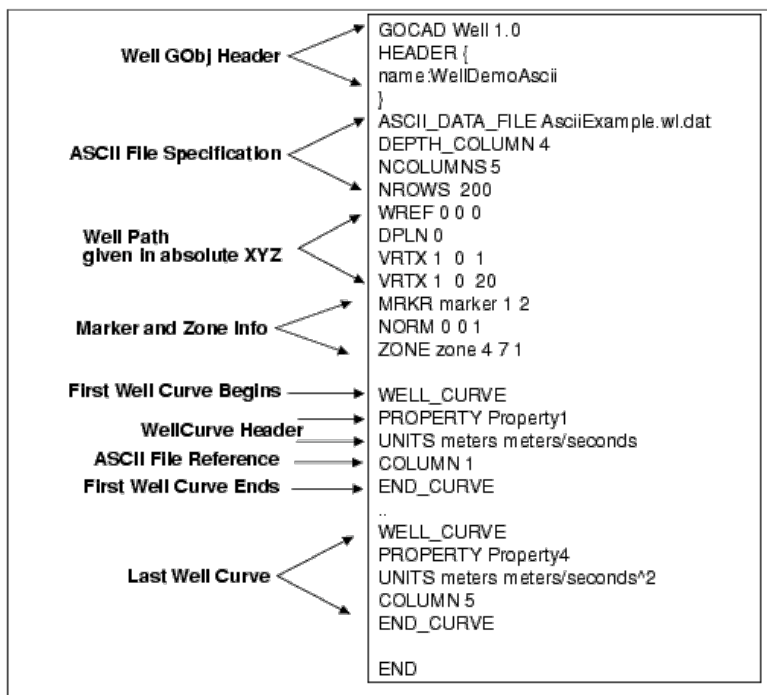 GOCAD Well 1.0
Well GObj Header
HEADER {
name:WellDemoAscii
}
ASCII_DATA_FILE AsciiExample.wl.dat
ASCII File Specification
DEPTH_COLUMN 4
NCOLUMNS 5
NROWS 200
WREF 0 0 0
Well Path
given in absolute XYZ
DPLN 0
VRTX 1 0 1
VRTX 1 0 20
MRKR marker 1 2
Marker and Zone Info
NORM 0 0 1
ZONE zone 4 7 1
First Well Curve Begins
WELL_CURVE
WellCurve Header
PROPERTY Property1
UNITS meters meters/seconds
ASCII File Reference
COLUMN 1
First Well Curve Ends
END_CURVE
..
WELL_CURVE
PROPERTY Property4
Last Well Curve
UNITS meters meters/seconds^2
COLUMN 5
END_CURVE
END